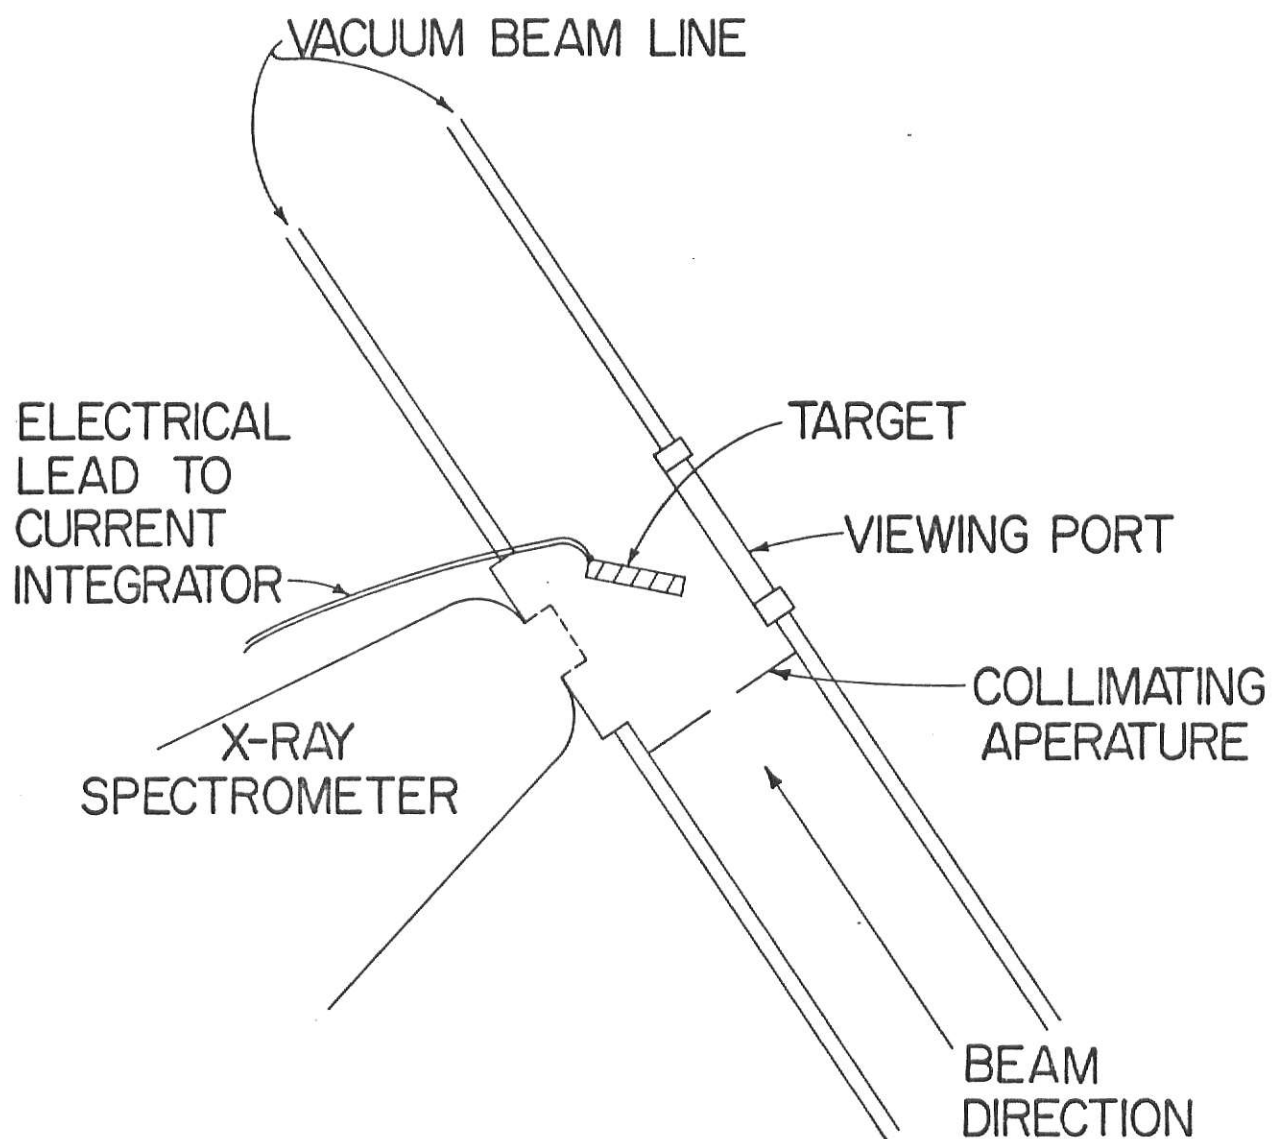 VACUUM BEAM LINE
ELECTRICAL
LEAD TO
CURRENT
INTEGRATOR
TARGET
VIEWING PORT
COLLIMATING
APERATURE
X-RAY
SPECTROMETER
BEAM
DIRECTION